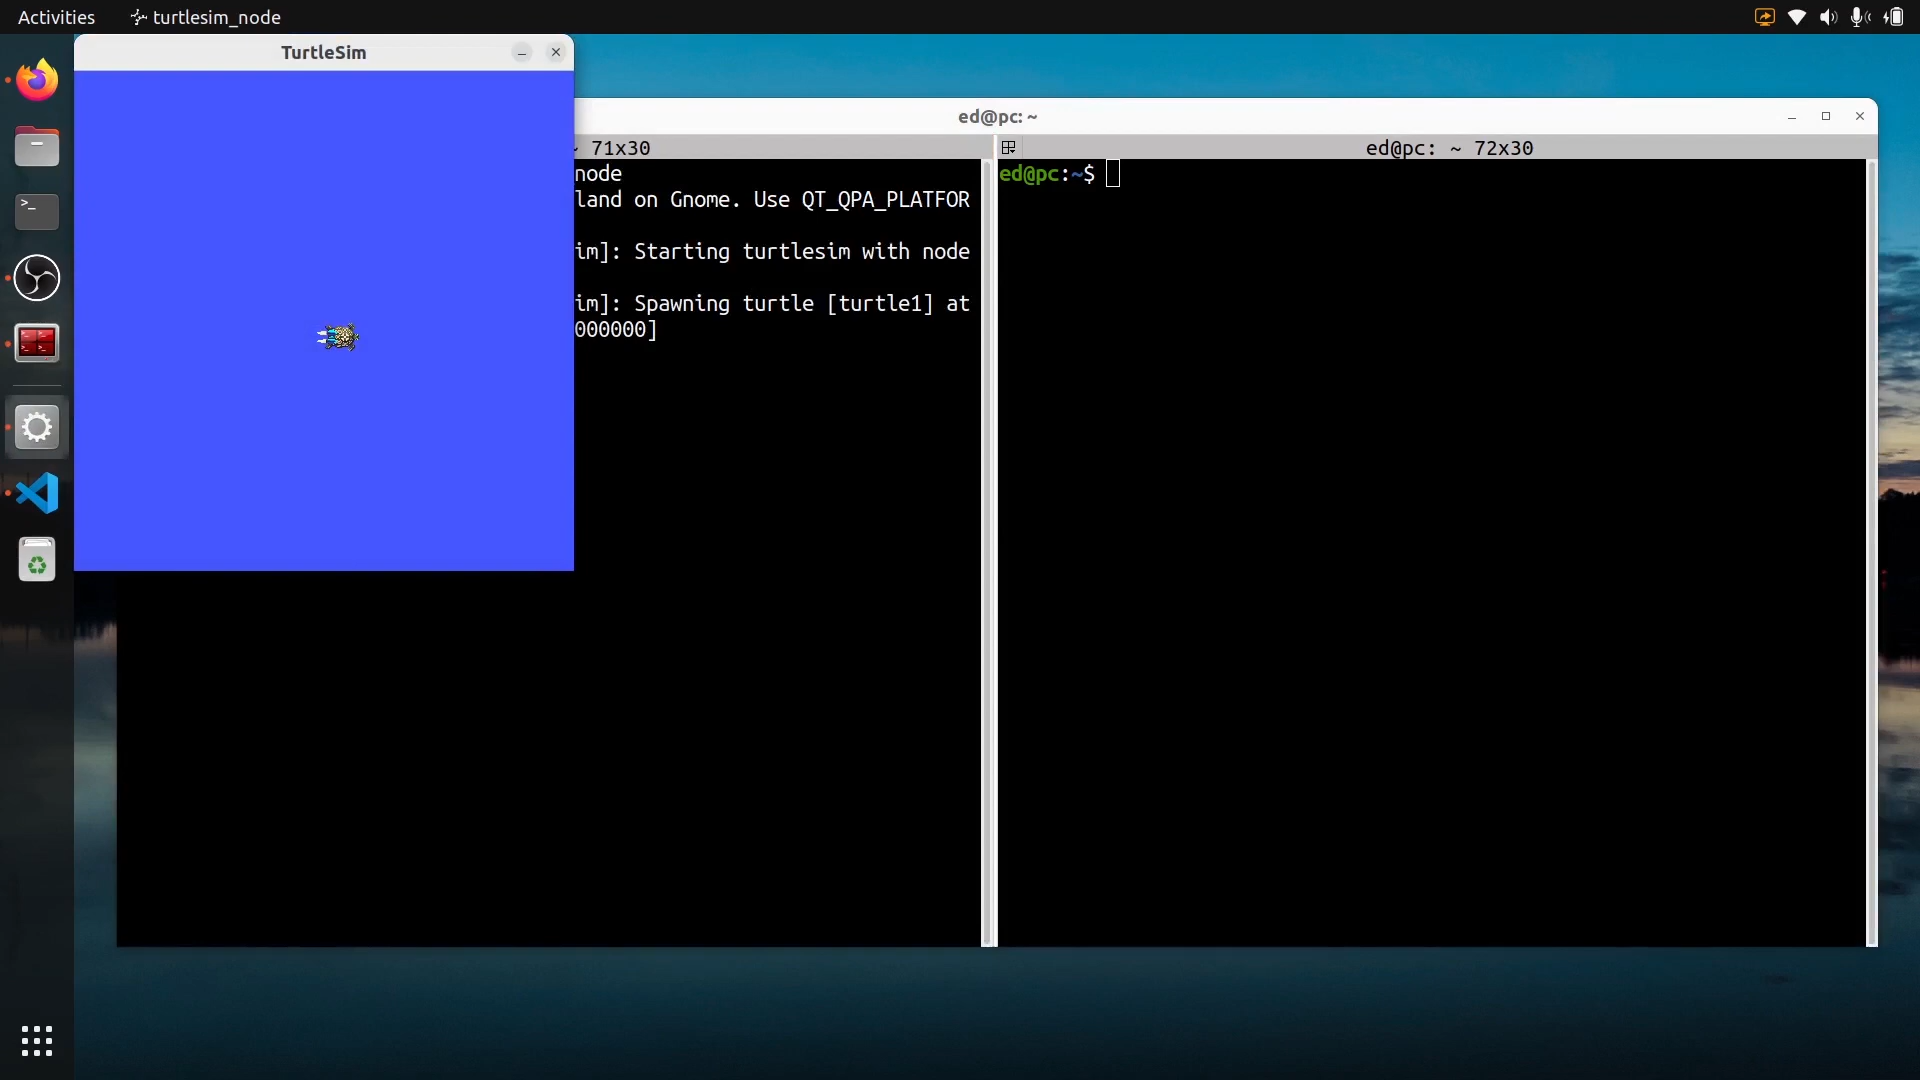 Activities
turtlesim_node
TurtleSim
ed@pc: ~
~ 71x30
ed@pc: ~ 72x30
node
ed@pc:~$
land on Gnome. Use QT_QPA_PLATFOR
im]: Starting turtlesim with node
im]: Spawning turtle [turtle1] at
000000]